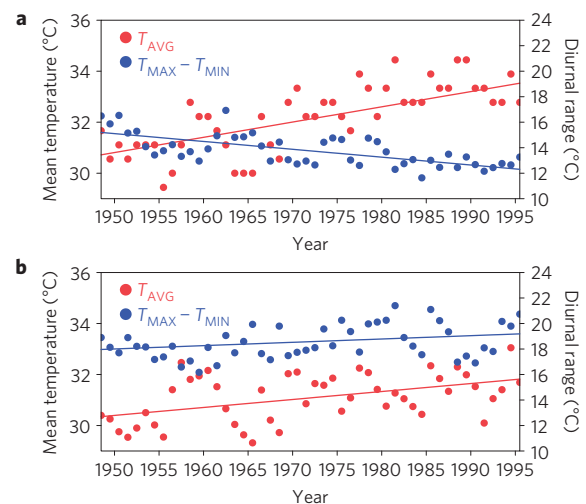 a
36
34
32
30
Mean temperature (°C)
T_AVG
T_MAX − T_MIN
24
22
20
18
16
14
12
10
Diurnal range (°C)
1950 1955 1960 1965 1970 1975 1980 1985 1990 1995
Year
b
36
34
32
30
Mean temperature (°C)
T_AVG
T_MAX − T_MIN
24
22
20
18
16
14
12
10
Diurnal range (°C)
1950 1955 1960 1965 1970 1975 1980 1985 1990 1995
Year